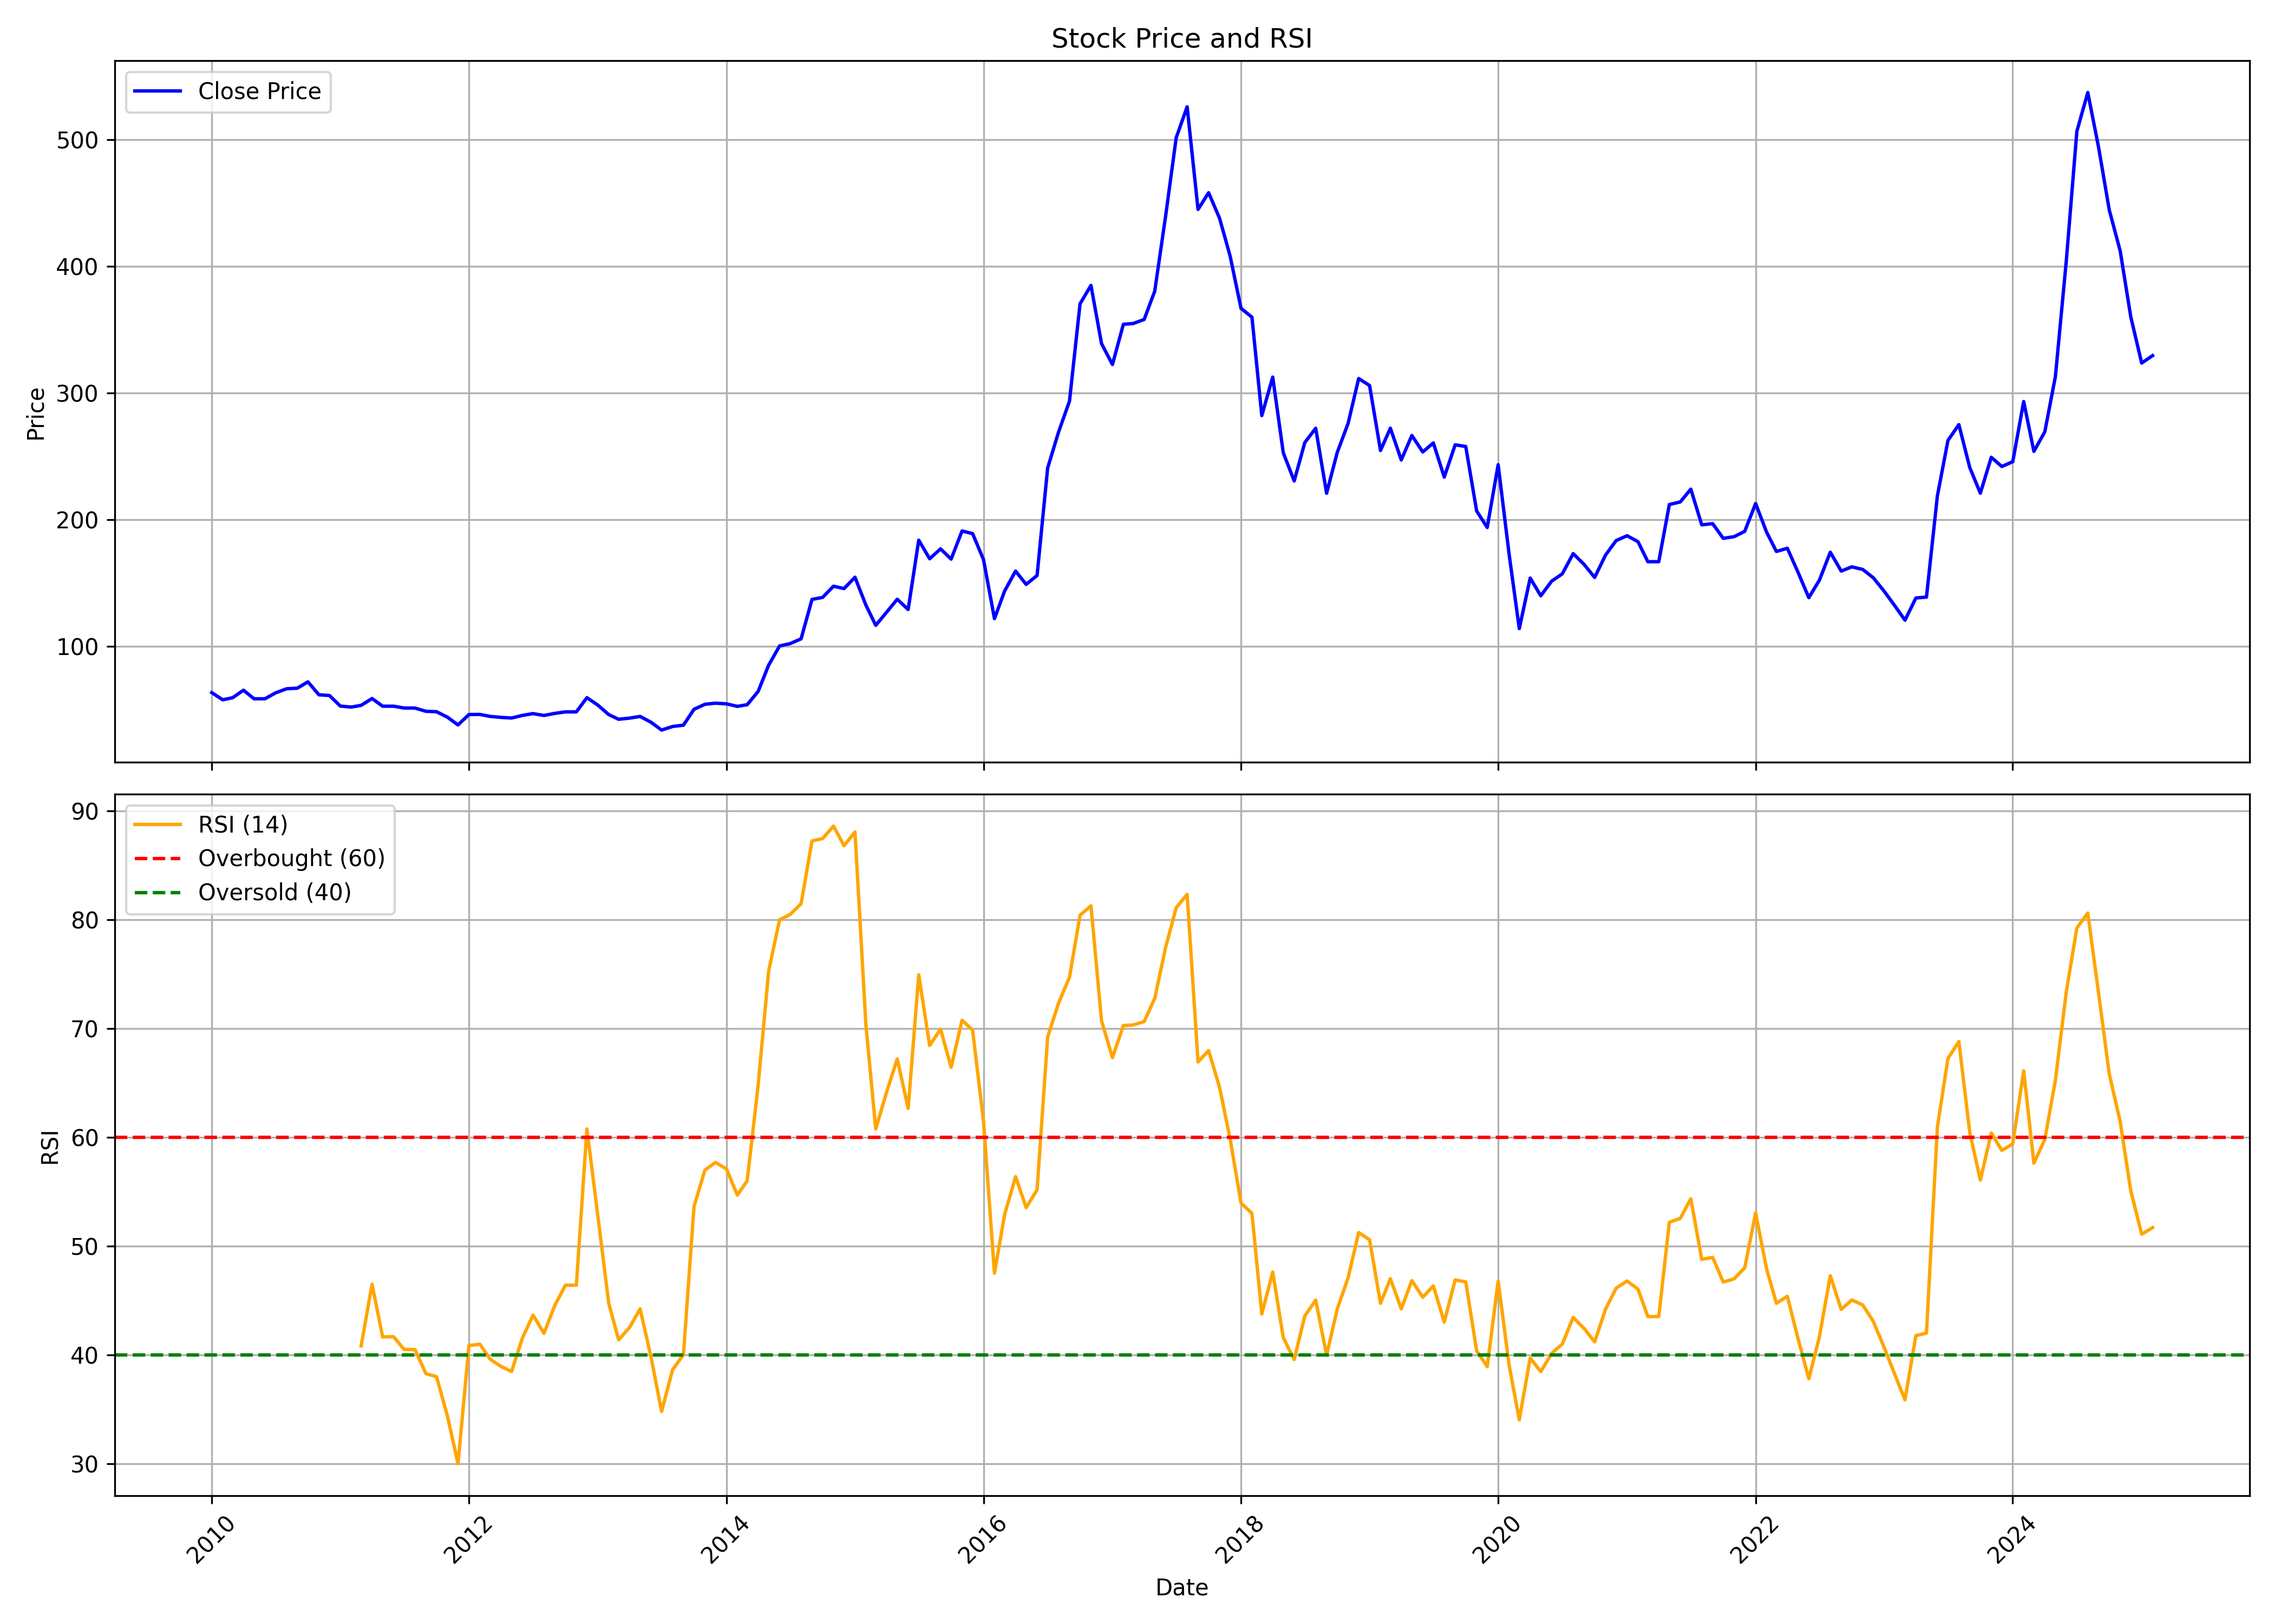 Stock Price and RSI
Close Price
500
400
300
200
100
Price
90
80
70
60
50
40
30
RSI
RSI (14)
Overbought (60)
Oversold (40)
2010
2012
2014
2016
2018
2020
2022
2024
Date